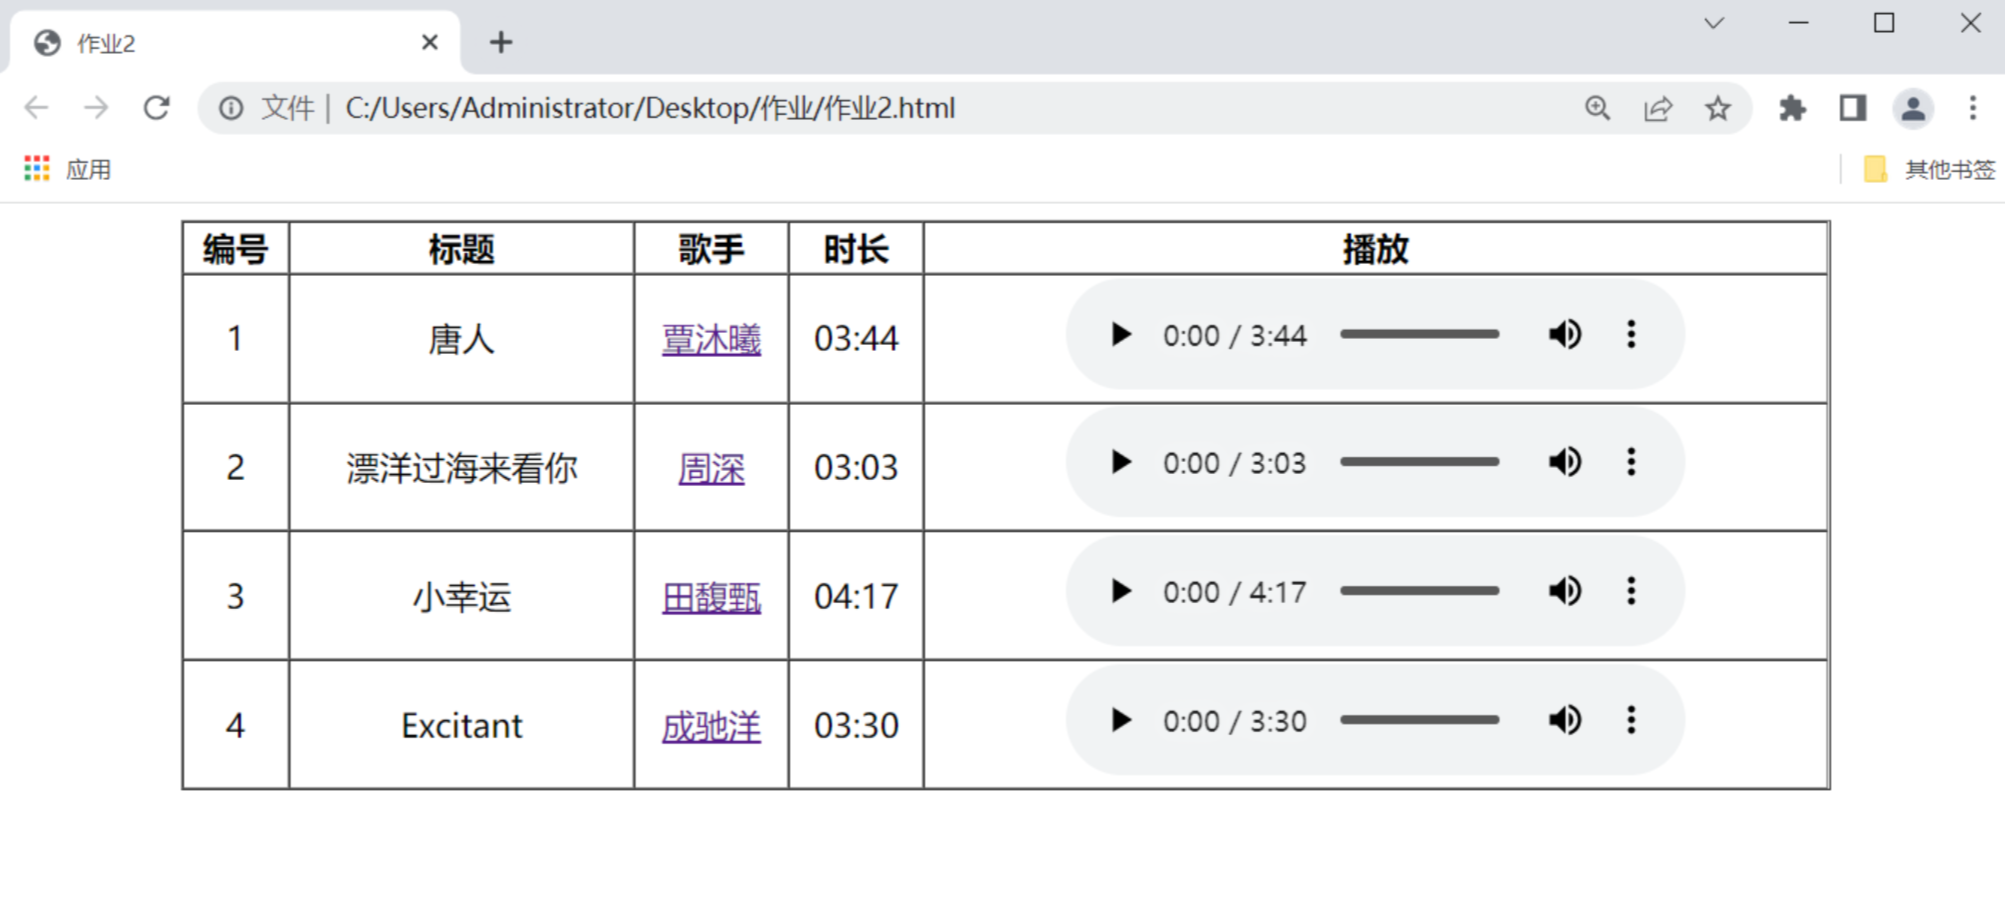 作业2
文件 | C:/Users/Administrator/Desktop/作业/作业2.html
应用 其他书签
编号 标题 歌手 时长 播放
1 唐人 覃沐曦 03:44 0:00 / 3:44
2 漂洋过海来看你 周深 03:03 0:00 / 3:03
3 小幸运 田馥甄 04:17 0:00 / 4:17
4 Excitant 成驰洋 03:30 0:00 / 3:30